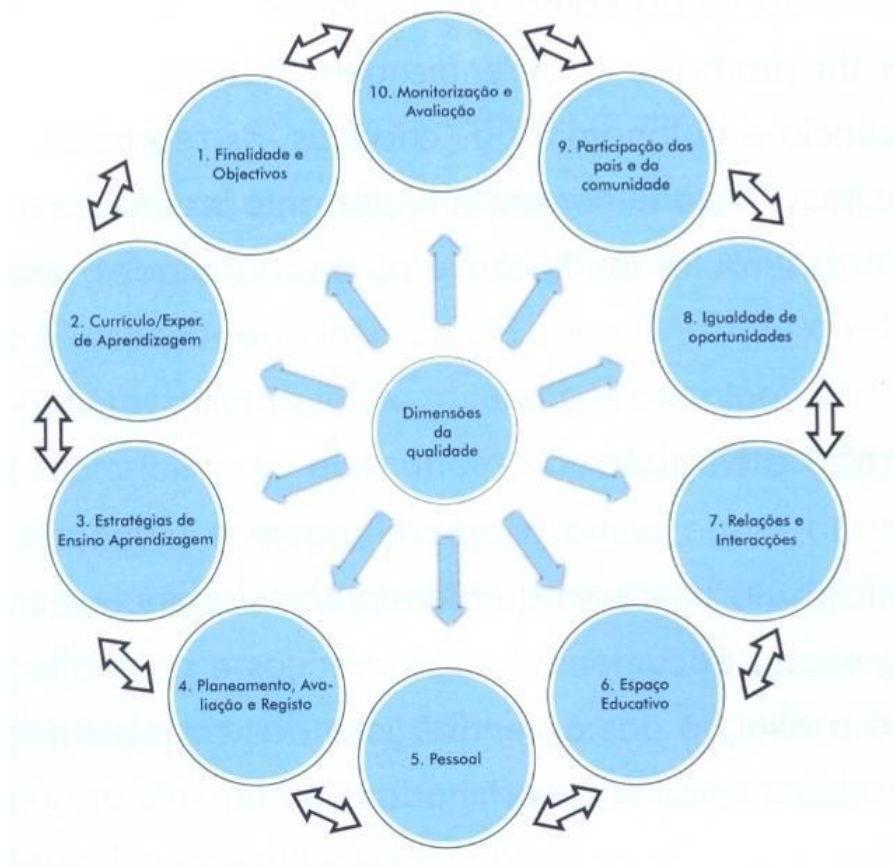 10. Monitorização e
Avaliação
1. Finalidade e
Objectivos
9. Participação dos
pais e da
comunidade
2. Currículo/Exper.
de Aprendizagem
8. Igualdade de
oportunidades
Dimensões
da
qualidade
3. Estratégias de
Ensino Aprendizagem
7. Relações e
Interacções
4. Planeamento, Ava-
liação e Registo
6. Espaço
Educativo
5. Pessoal